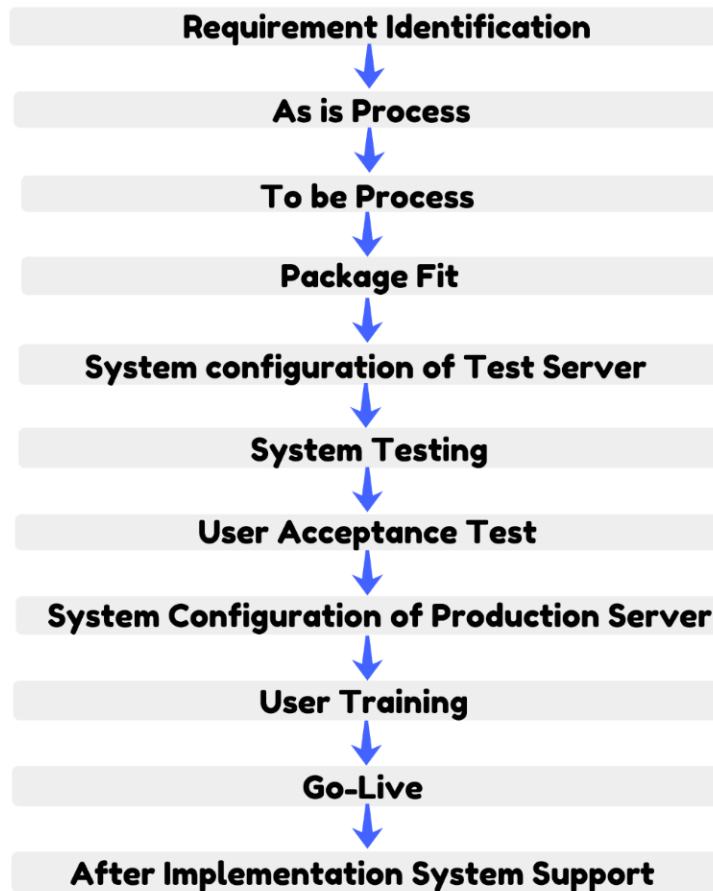 Requirement Identification
As is Process
To be Process
Package Fit
System configuration of Test Server
System Testing
User Acceptance Test
System Configuration of Production Server
User Training
Go-Live
After Implementation System Support